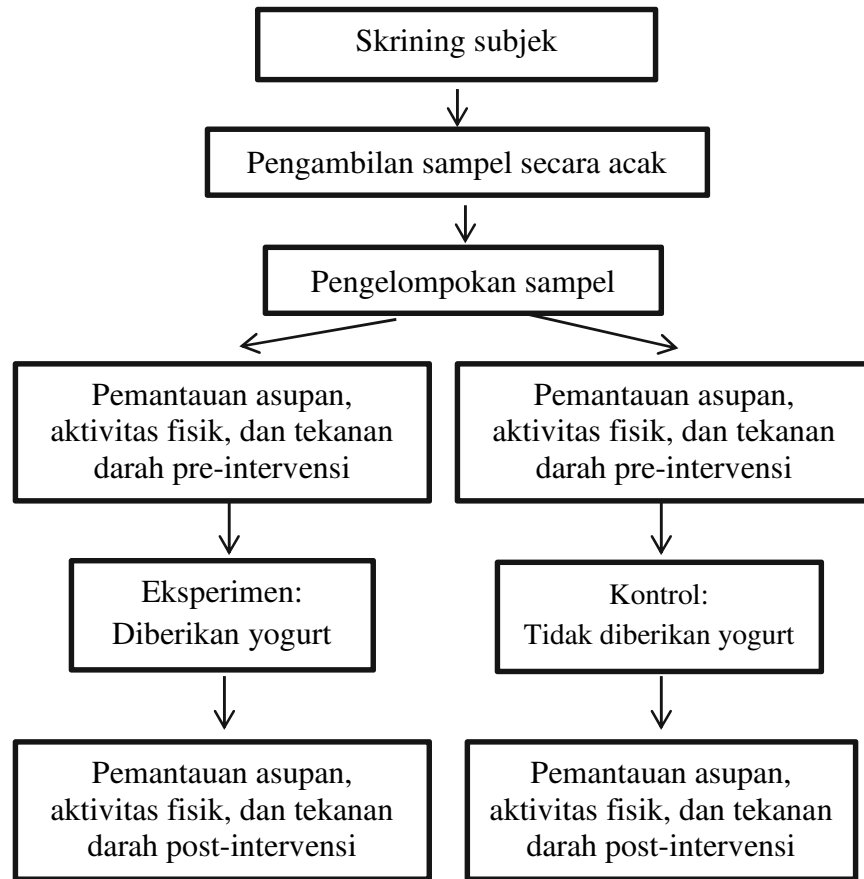 Skrining subjek
Pengambilan sampel secara acak
Pengelompokan sampel
Pemantauan asupan,
aktivitas fisik, dan tekanan
darah pre-intervensi
Pemantauan asupan,
aktivitas fisik, dan tekanan
darah pre-intervensi
Eksperimen:
Diberikan yogurt
Kontrol:
Tidak diberikan yogurt
Pemantauan asupan,
aktivitas fisik, dan tekanan
darah post-intervensi
Pemantauan asupan,
aktivitas fisik, dan tekanan
darah post-intervensi